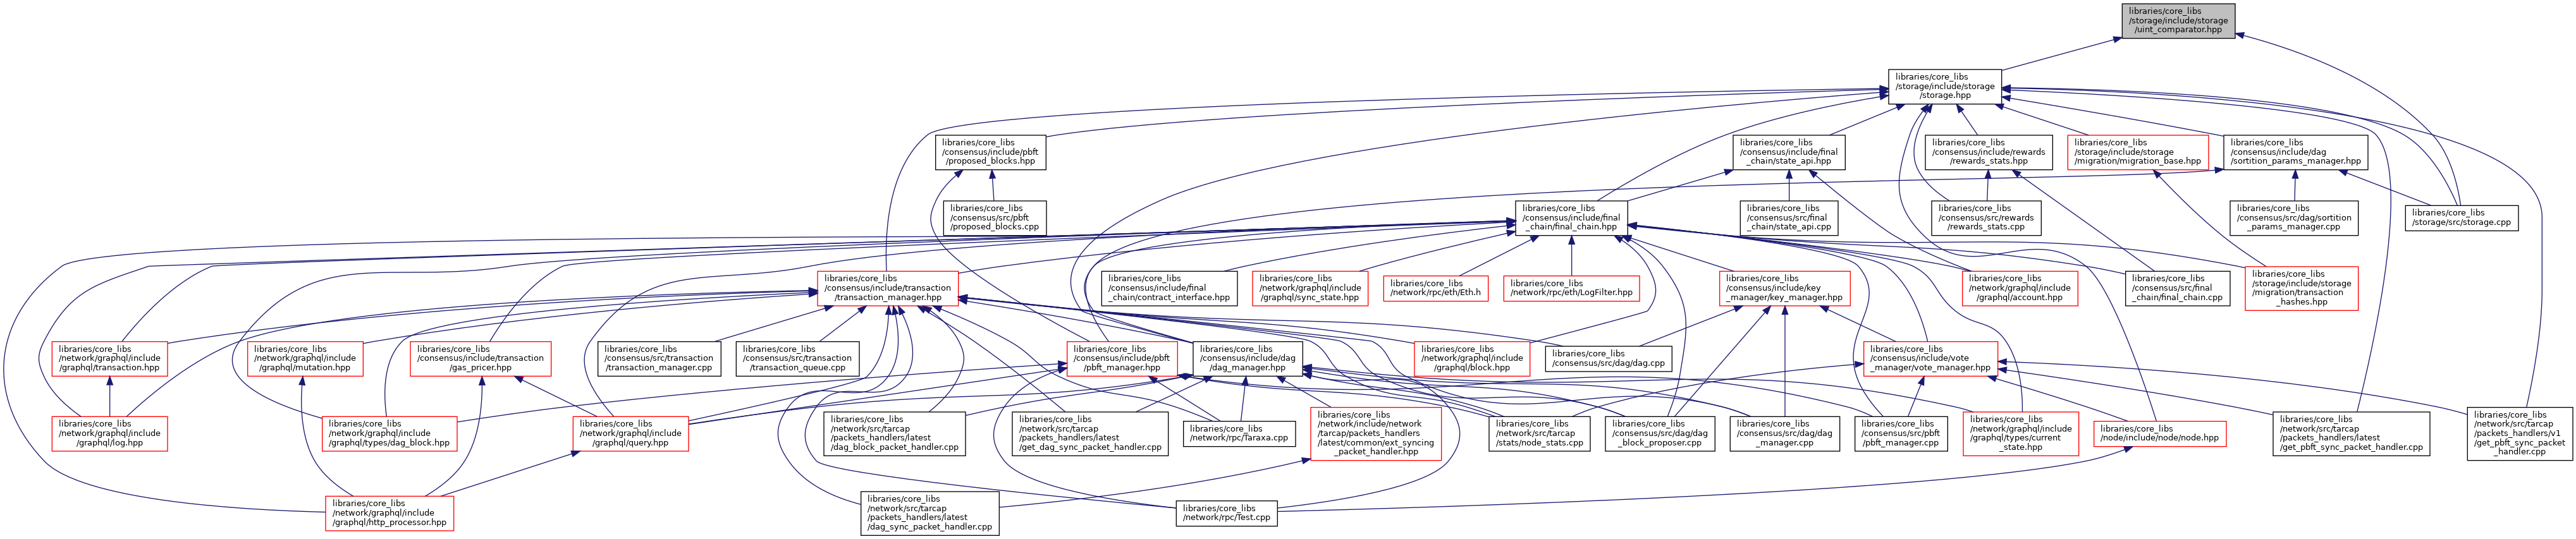 libraries/core_libs
/storage/include/storage
/uint_comparator.hpp
libraries/core_libs
/storage/include/storage
/storage.hpp
libraries/core_libs
/consensus/include/pbft
/proposed_blocks.hpp
libraries/core_libs
/consensus/include/final
_chain/state_api.hpp
libraries/core_libs
/consensus/include/rewards
/rewards_stats.hpp
libraries/core_libs
/storage/include/storage
/migration/migration_base.hpp
libraries/core_libs
/consensus/include/dag
/sortition_params_manager.hpp
libraries/core_libs
/consensus/src/pbft
/proposed_blocks.cpp
libraries/core_libs
/consensus/include/final
_chain/final_chain.hpp
libraries/core_libs
/consensus/src/final
_chain/state_api.cpp
libraries/core_libs
/consensus/src/rewards
/rewards_stats.cpp
libraries/core_libs
/consensus/src/dag/sortition
_params_manager.cpp
libraries/core_libs
/storage/src/storage.cpp
libraries/core_libs
/consensus/include/transaction
/transaction_manager.hpp
libraries/core_libs
/consensus/include/final
_chain/contract_interface.hpp
libraries/core_libs
/network/graphql/include
/graphql/sync_state.hpp
libraries/core_libs
/network/rpc/eth/Eth.h
libraries/core_libs
/network/rpc/eth/LogFilter.hpp
libraries/core_libs
/consensus/include/key
_manager/key_manager.hpp
libraries/core_libs
/network/graphql/include
/graphql/account.hpp
libraries/core_libs
/consensus/src/final
_chain/final_chain.cpp
libraries/core_libs
/storage/include/storage
/migration/transaction
_hashes.hpp
libraries/core_libs
/network/graphql/include
/graphql/transaction.hpp
libraries/core_libs
/network/graphql/include
/graphql/mutation.hpp
libraries/core_libs
/consensus/include/transaction
/gas_pricer.hpp
libraries/core_libs
/consensus/src/transaction
/transaction_manager.cpp
libraries/core_libs
/consensus/src/transaction
/transaction_queue.cpp
libraries/core_libs
/consensus/include/pbft
/pbft_manager.hpp
libraries/core_libs
/consensus/include/dag
/dag_manager.hpp
libraries/core_libs
/network/graphql/include
/graphql/block.hpp
libraries/core_libs
/consensus/src/dag/dag.cpp
libraries/core_libs
/consensus/include/vote
_manager/vote_manager.hpp
libraries/core_libs
/network/graphql/include
/graphql/log.hpp
libraries/core_libs
/network/graphql/include
/graphql/types/dag_block.hpp
libraries/core_libs
/network/graphql/include
/graphql/query.hpp
libraries/core_libs
/network/src/tarcap
/packets_handlers/latest
/dag_block_packet_handler.cpp
libraries/core_libs
/network/src/tarcap
/packets_handlers/latest
/get_dag_sync_packet_handler.cpp
libraries/core_libs
/network/rpc/Taraxa.cpp
libraries/core_libs
/network/include/network
/tarcap/packets_handlers
/latest/common/ext_syncing
_packet_handler.hpp
libraries/core_libs
/network/src/tarcap
/stats/node_stats.cpp
libraries/core_libs
/consensus/src/dag/dag
_block_proposer.cpp
libraries/core_libs
/consensus/src/dag/dag
_manager.cpp
libraries/core_libs
/consensus/src/pbft
/pbft_manager.cpp
libraries/core_libs
/network/graphql/include
/graphql/types/current
_state.hpp
libraries/core_libs
/node/include/node/node.hpp
libraries/core_libs
/network/src/tarcap
/packets_handlers/latest
/get_pbft_sync_packet_handler.cpp
libraries/core_libs
/network/src/tarcap
/packets_handlers/v1
/get_pbft_sync_packet
_handler.cpp
libraries/core_libs
/network/graphql/include
/graphql/http_processor.hpp
libraries/core_libs
/network/src/tarcap
/packets_handlers/latest
/dag_sync_packet_handler.cpp
libraries/core_libs
/network/rpc/Test.cpp